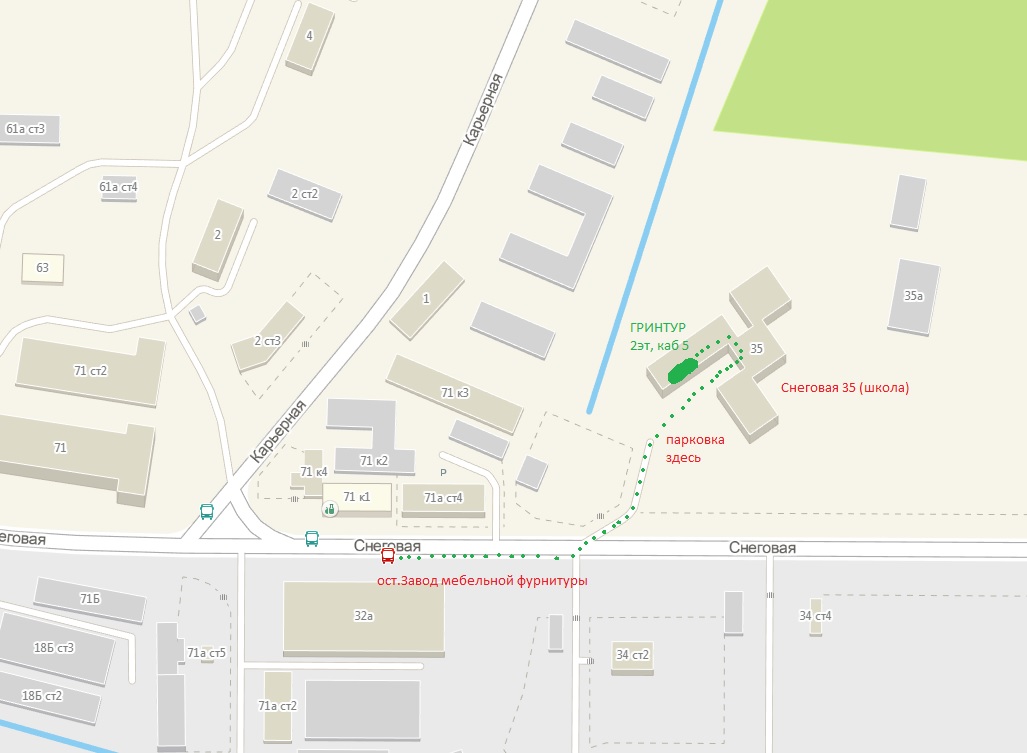 4
Карьерная
61а ст3
61а ст4
2 ст2
2
63
1
35а
ГРИНТУР
2эт, каб 5
2 ст3
35
71 ст2
Снеговая 35 (школа)
71 к3
Карьерная
парковка
здесь
71
71 к2
71 к4
P
71 к1
71а ст4
еговая
Снеговая
Снеговая
ост.Завод мебельной фурнитуры
71Б
32а
34 ст4
18Б ст3
71а ст5
34 ст2
18Б ст2
71а ст2